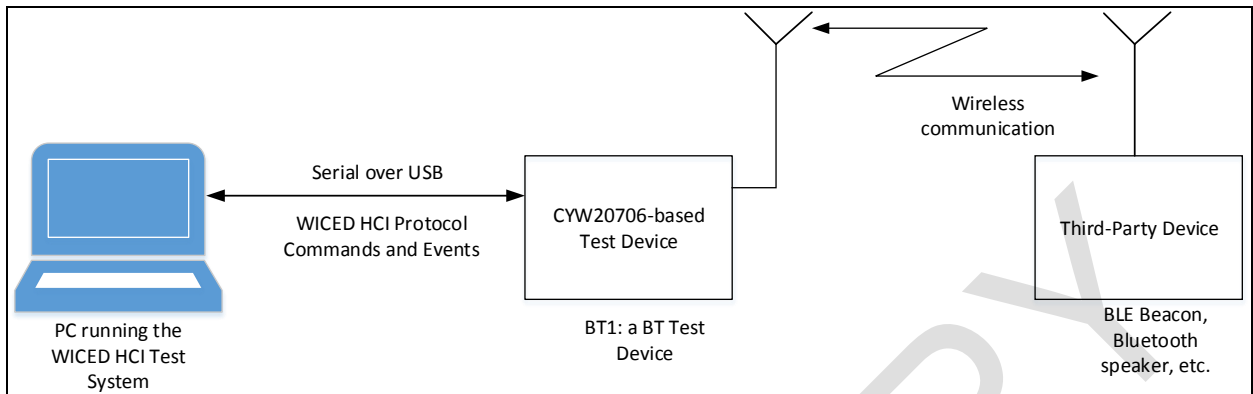 Wireless
communication
Serial over USB
WICED HCI Protocol
Commands and Events
CYW20706-based
Test Device
Third-Party Device
PC running the
WICED HCI Test
System
BT1: a BT Test
Device
BLE Beacon,
Bluetooth
speaker, etc.